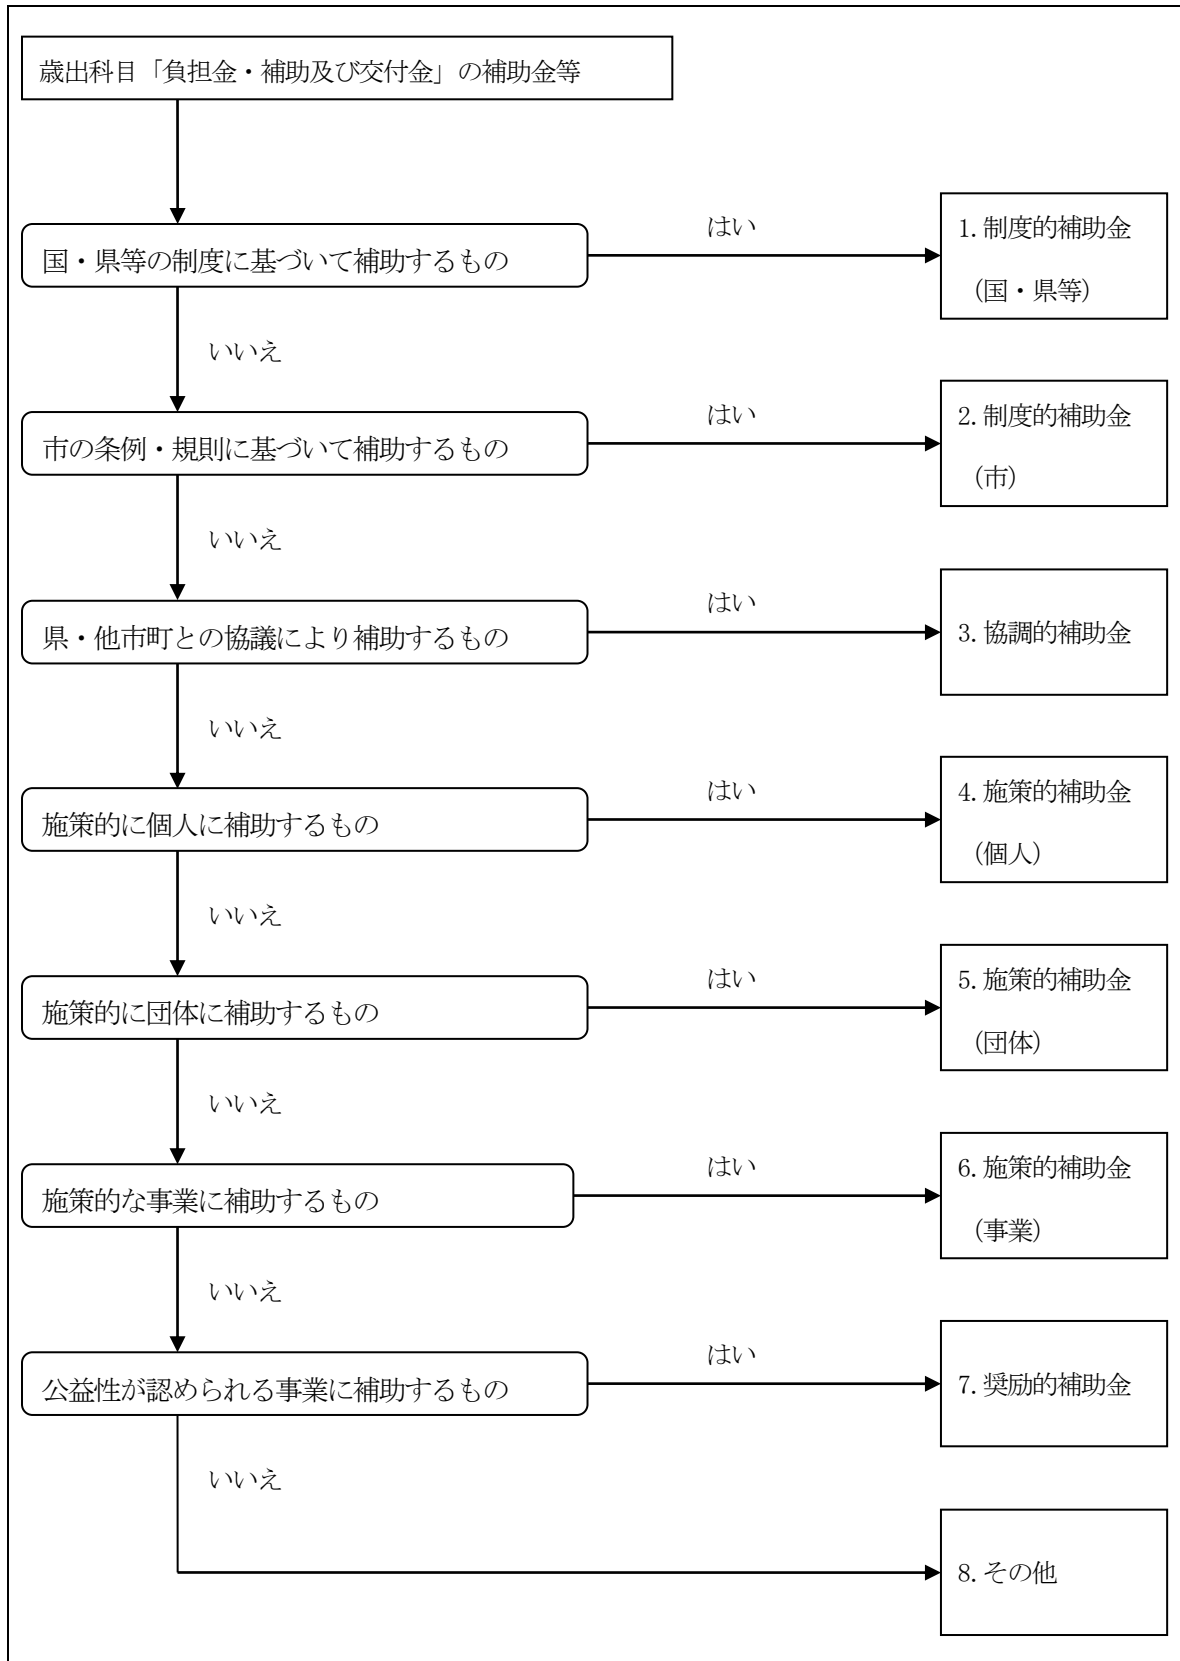 歳出科目「負担金・補助及び交付金」の補助金等
国・県等の制度に基づいて補助するもの
はい
1.制度的補助金
（国・県等）
いいえ
市の条例・規則に基づいて補助するもの
はい
2.制度的補助金
（市）
いいえ
県・他市町との協議により補助するもの
はい
3.協調的補助金
いいえ
施策的に個人に補助するもの
はい
4.施策的補助金
（個人）
いいえ
施策的に団体に補助するもの
はい
5.施策的補助金
（団体）
いいえ
施策的な事業に補助するもの
はい
6.施策的補助金
（事業）
いいえ
公益性が認められる事業に補助するもの
はい
7.奨励的補助金
いいえ
8.その他